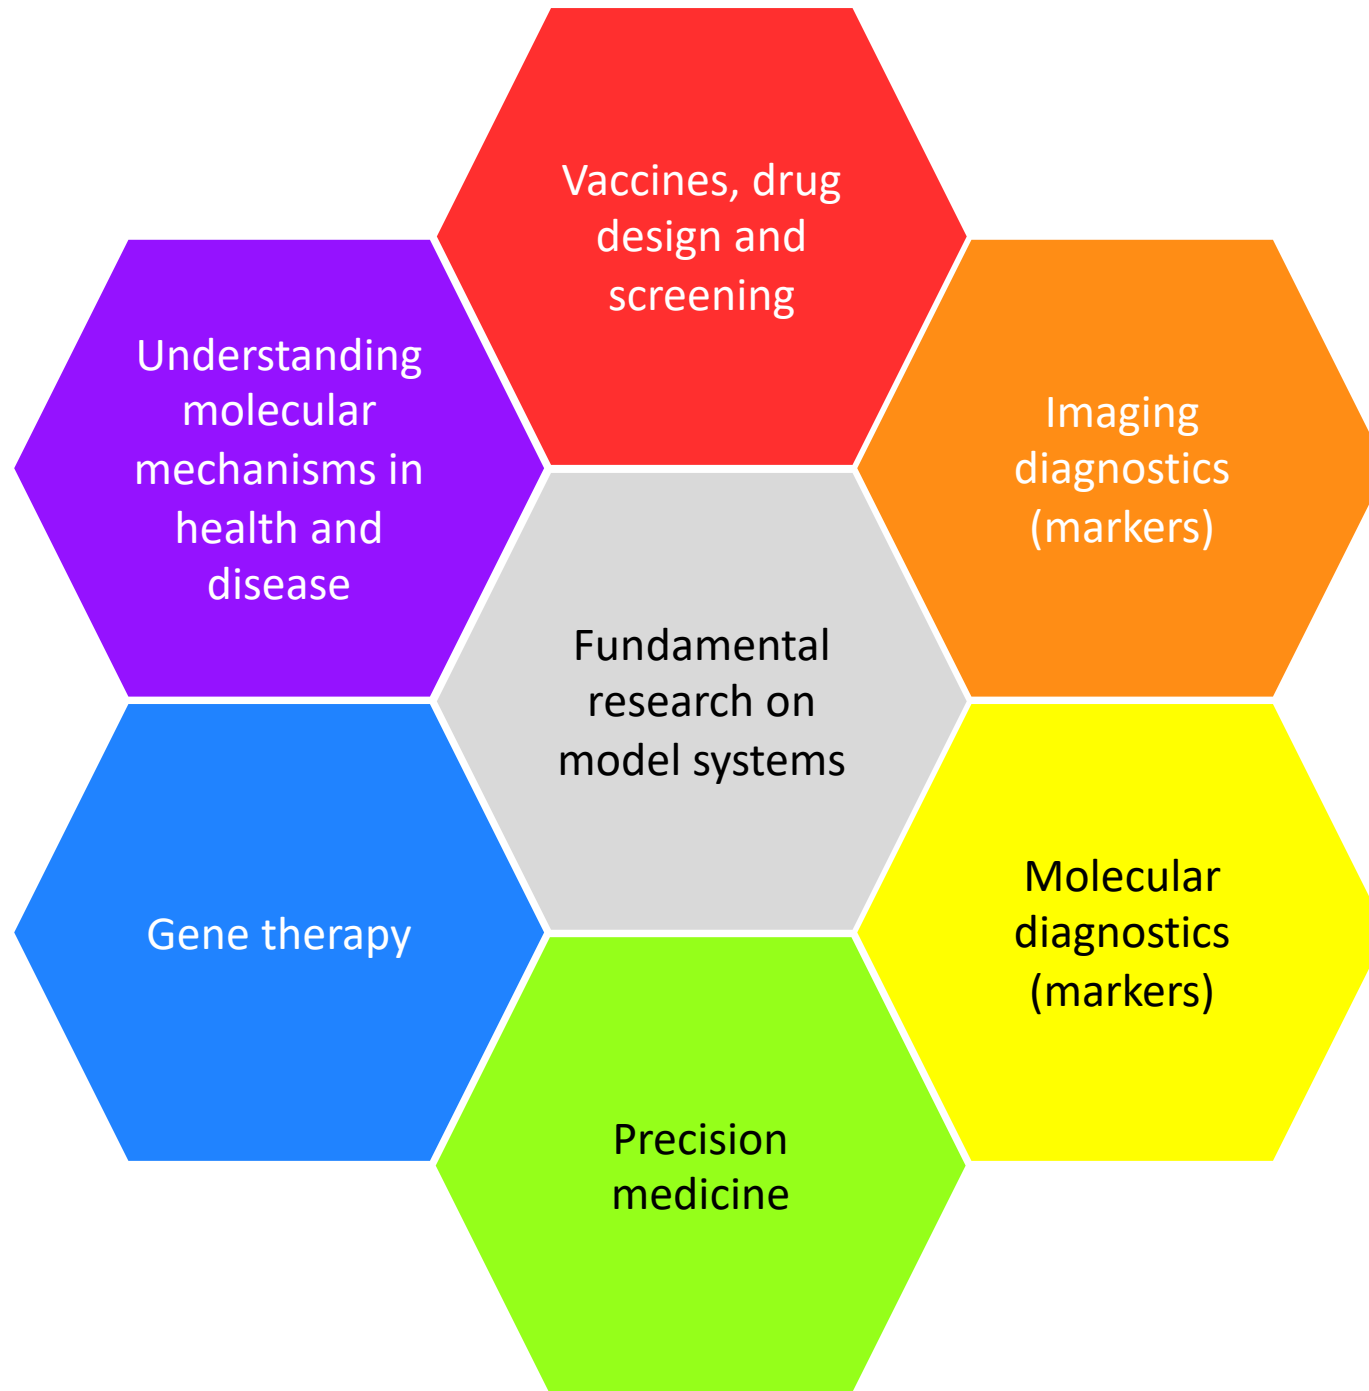 Vaccines, drug
design and
screening
Understanding
molecular
mechanisms in
health and
disease
Imaging
diagnostics
(markers)
Fundamental
research on
model systems
Gene therapy
Molecular
diagnostics
(markers)
Precision
medicine